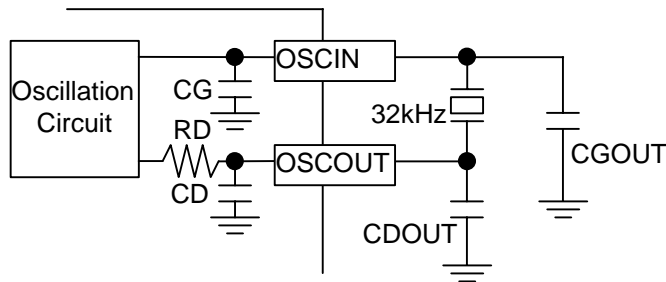 OSCIN
Oscillation
Circuit
CG
32kHz
RD
CGOUT
OSCOUT
CD
CDOUT